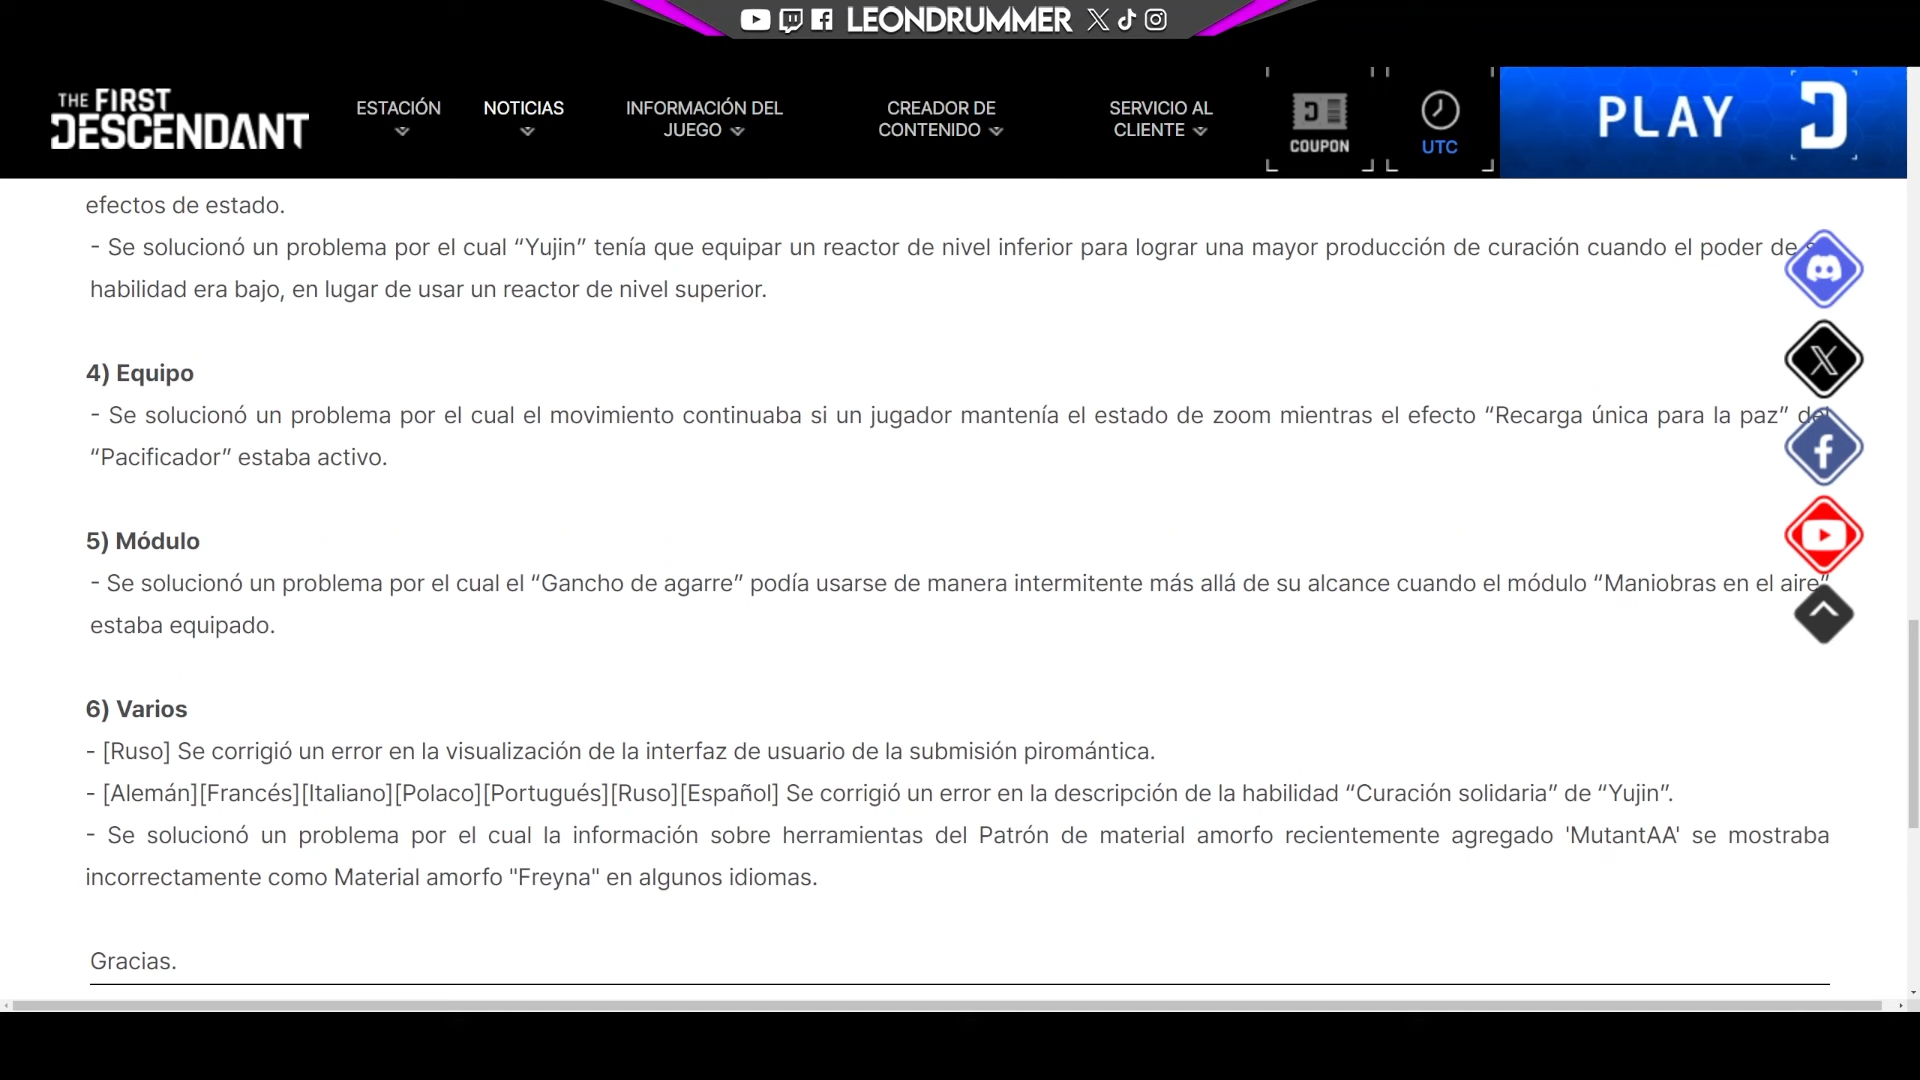 LEONDRUMMER
THE FIRST
DESCENDANT
ESTACIÓN
NOTICIAS
INFORMACIÓN DEL
JUEGO
CREADOR DE
CONTENIDO
SERVICIO AL
CLIENTE
COUPON
UTC
PLAY
efectos de estado.
- Se solucionó un problema por el cual “Yujin” tenía que equipar un reactor de nivel inferior para lograr una mayor producción de curación cuando el poder de
habilidad era bajo, en lugar de usar un reactor de nivel superior.
4) Equipo
- Se solucionó un problema por el cual el movimiento continuaba si un jugador mantenía el estado de zoom mientras el efecto “Recarga única para la paz” del
“Pacificador” estaba activo.
5) Módulo
- Se solucionó un problema por el cual el “Gancho de agarre” podía usarse de manera intermitente más allá de su alcance cuando el módulo “Maniobras en el aire”
estaba equipado.
6) Varios
- [Ruso] Se corrigió un error en la visualización de la interfaz de usuario de la submisión piromántica.
- [Alemán][Francés][Italiano][Polaco][Portugués][Ruso][Español] Se corrigió un error en la descripción de la habilidad “Curación solidaria” de “Yujin”.
- Se solucionó un problema por el cual la información sobre herramientas del Patrón de material amorfo recientemente agregado 'MutantAA' se mostraba
incorrectamente como Material amorfo "Freyna" en algunos idiomas.
Gracias.